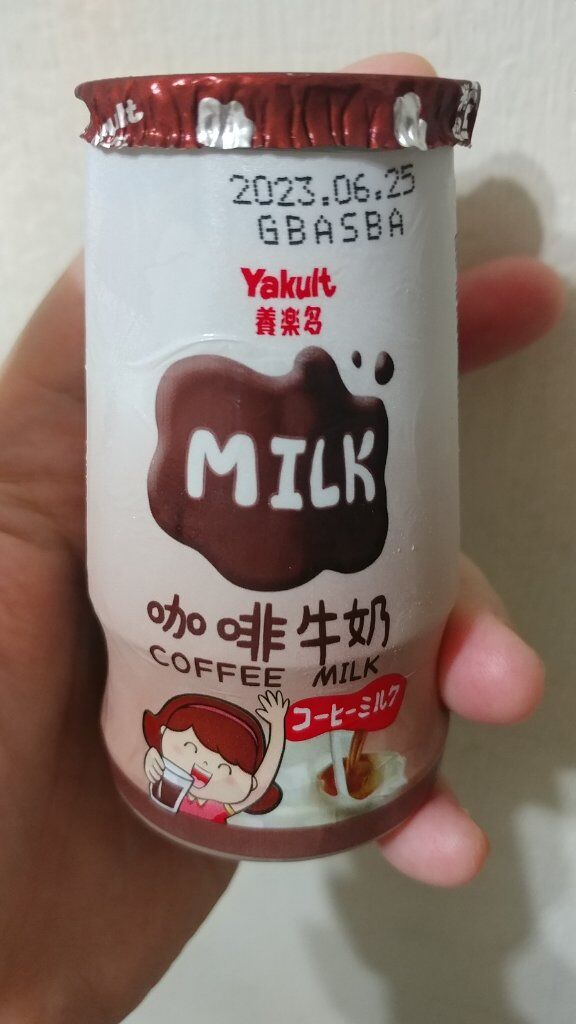 ult
2023.06.25
GBASBA
Yakult
養楽多
MILK
咖啡牛奶
COFFEE MILK
コーヒーミルク